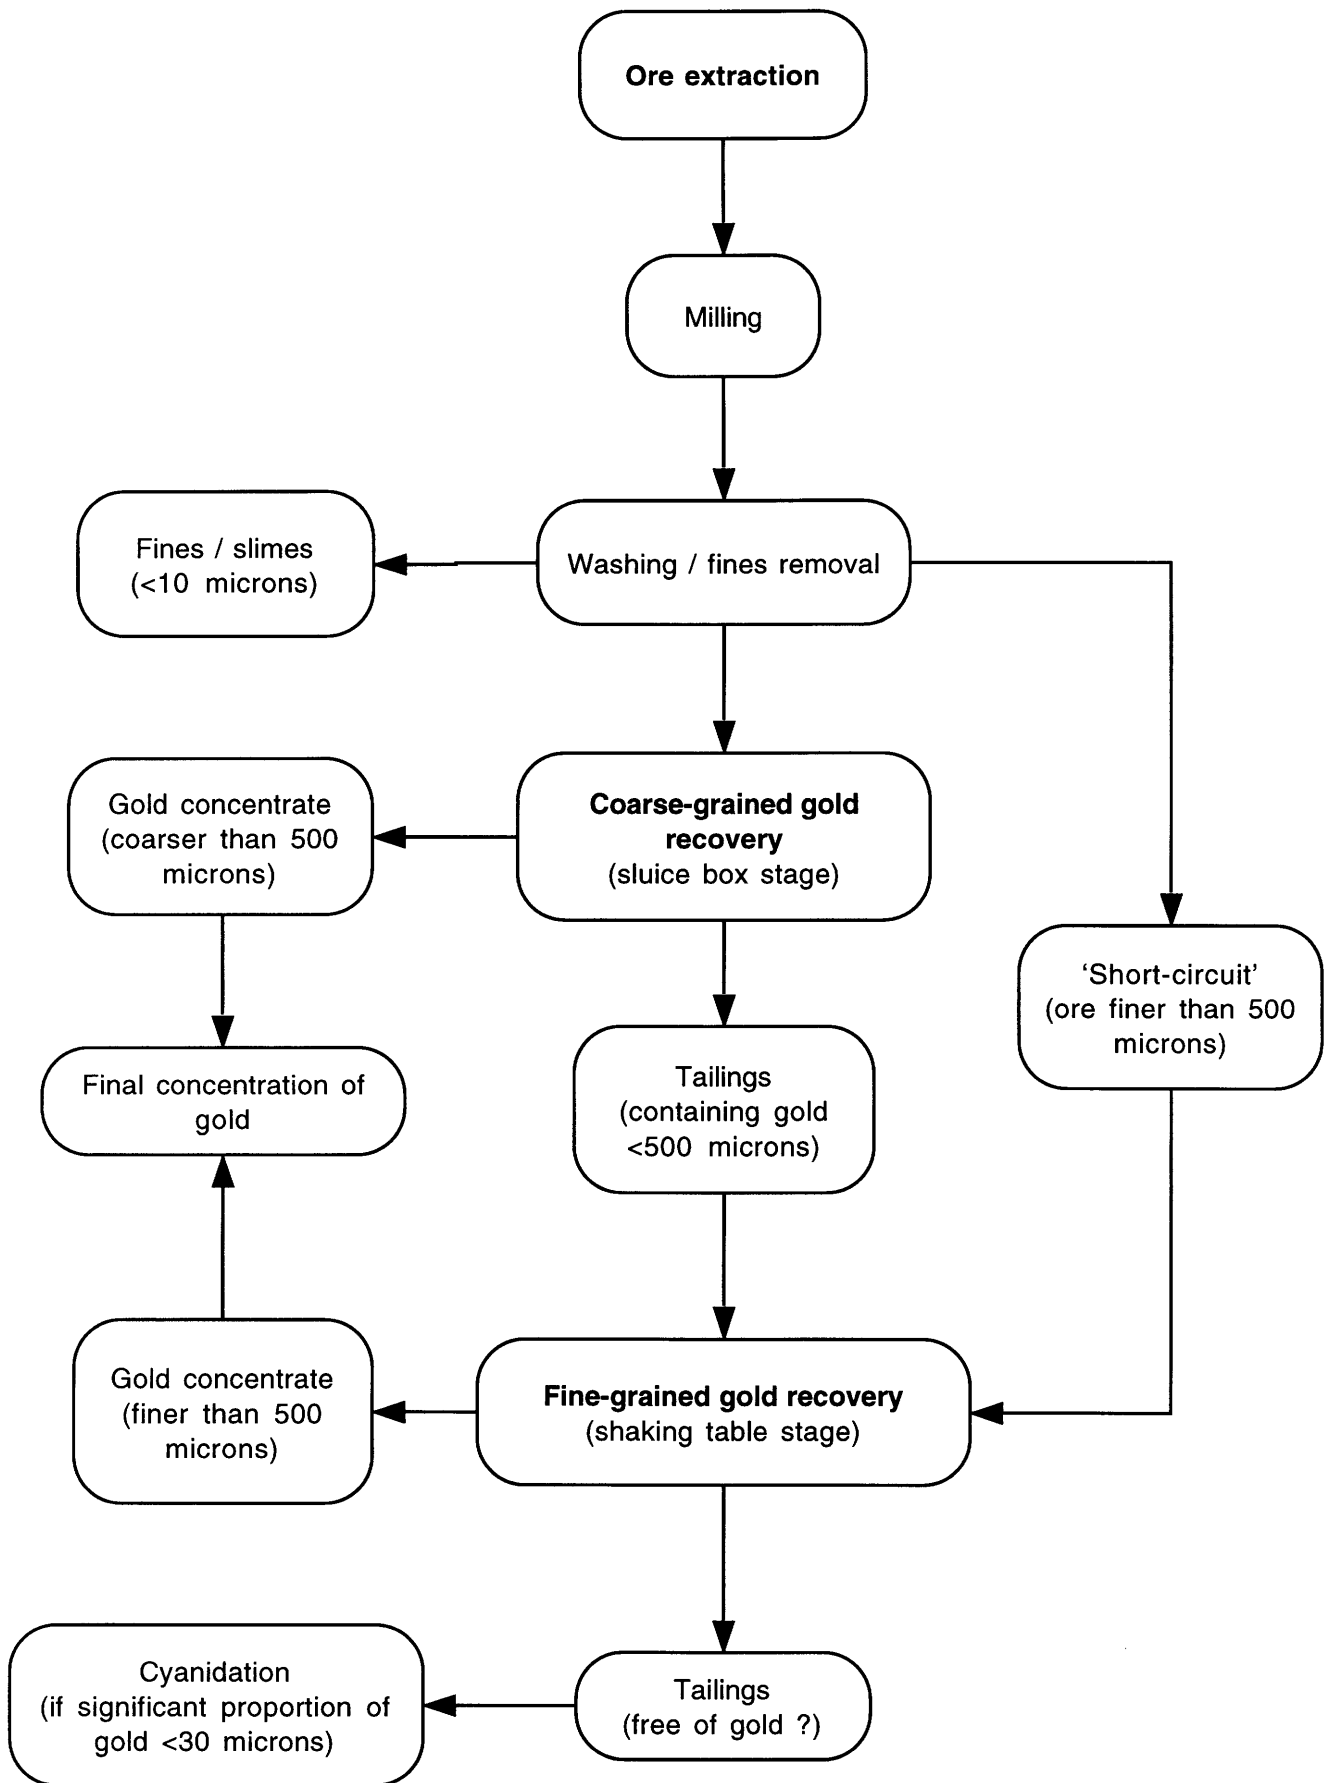 Ore extraction
Milling
Fines / slimes
(<10 microns)
Washing / fines removal
Gold concentrate
(coarser than 500
microns)
Coarse-grained gold
recovery
(sluice box stage)
'Short-circuit'
(ore finer than 500
microns)
Final concentration of
gold
Tailings
(containing gold
<500 microns)
Gold concentrate
(finer than 500
microns)
Fine-grained gold recovery
(shaking table stage)
Cyanidation
(if significant proportion of
gold <30 microns)
Tailings
(free of gold ?)